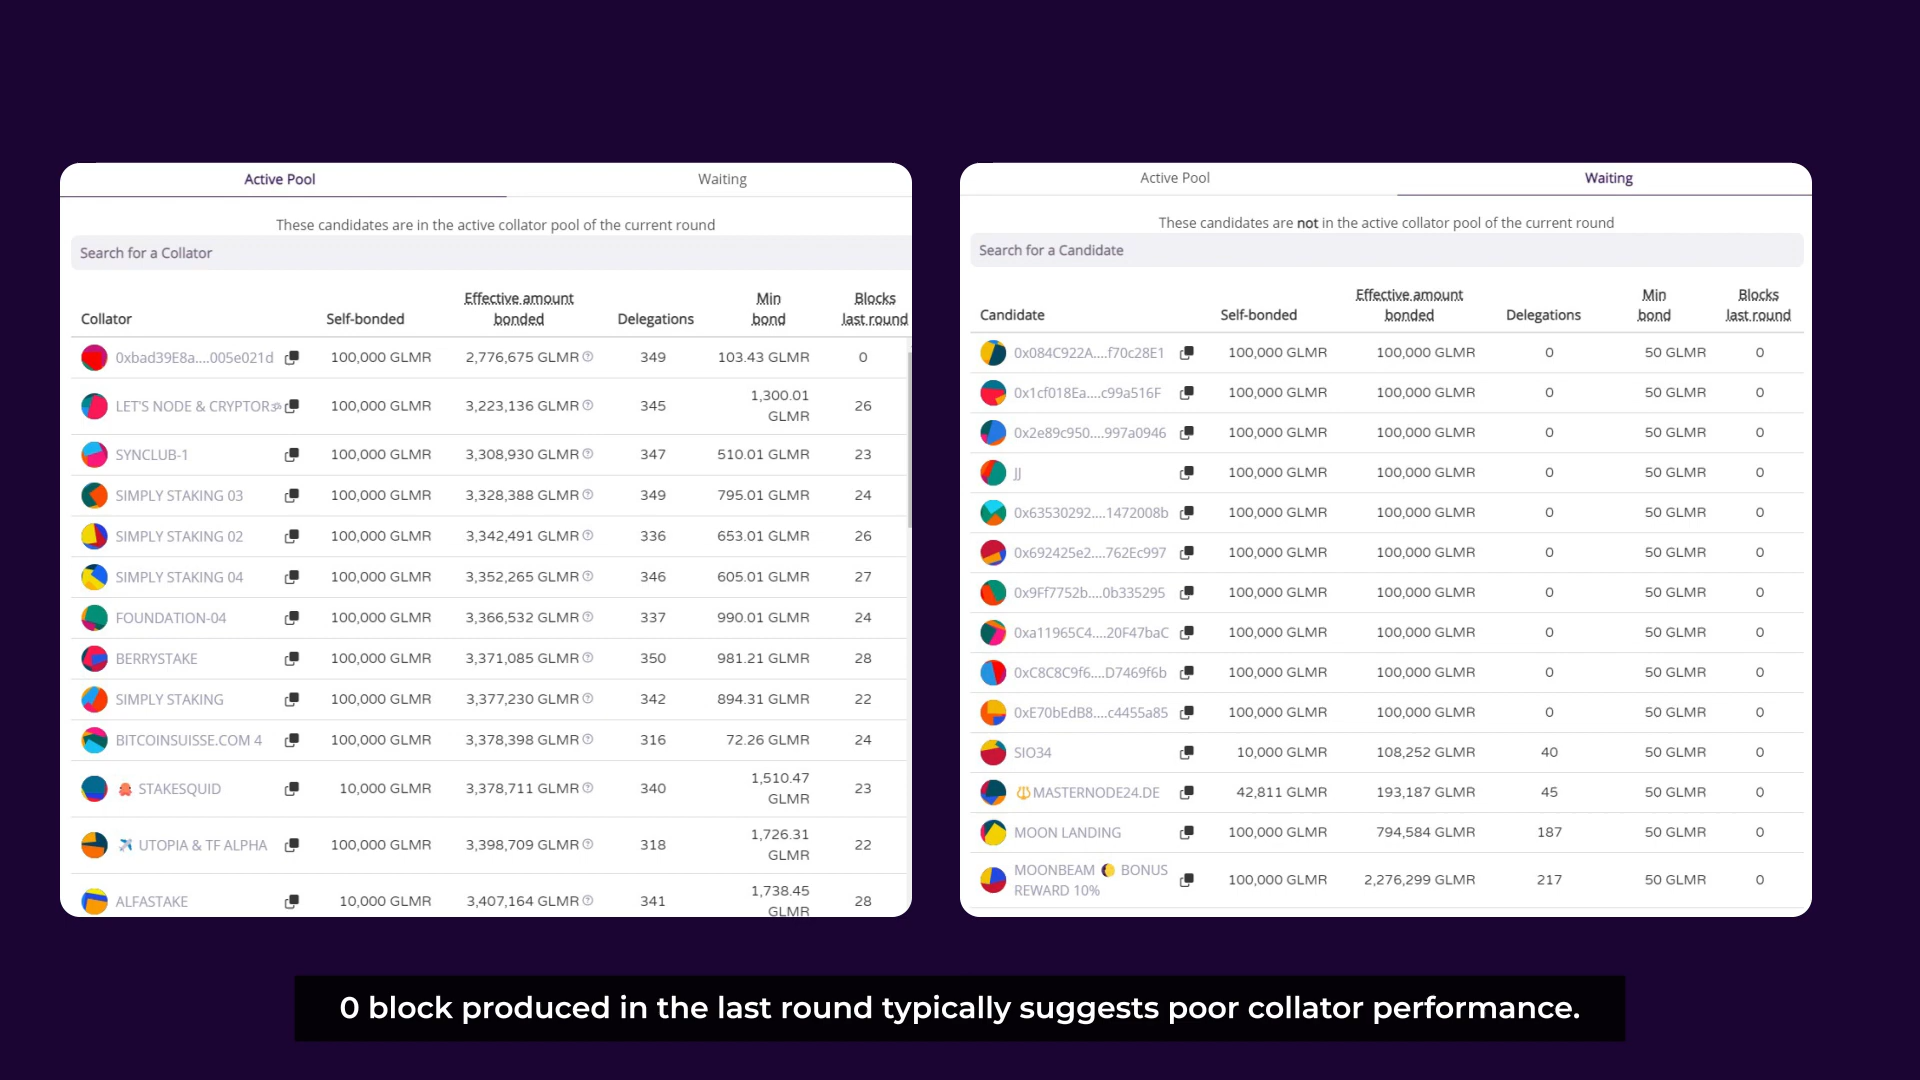 Active Pool Waiting
These candidates are in the active collator pool of the current round
Search for a Collator
Collator Self-bonded Effective amount bonded Delegations Min bond Blocks last round
0xbad39E8a....005e021d 100,000 GLMR 2,776,675 GLMR 349 103.43 GLMR 0
LET'S NODE & CRYPTOR 100,000 GLMR 3,223,136 GLMR 345 1,300.01 GLMR 26
SYNCLUB-1 100,000 GLMR 3,308,930 GLMR 347 510.01 GLMR 23
SIMPLY STAKING 03 100,000 GLMR 3,328,388 GLMR 349 795.01 GLMR 24
SIMPLY STAKING 02 100,000 GLMR 3,342,491 GLMR 336 653.01 GLMR 26
SIMPLY STAKING 04 100,000 GLMR 3,352,265 GLMR 346 605.01 GLMR 27
FOUNDATION-04 100,000 GLMR 3,366,532 GLMR 337 990.01 GLMR 24
BERRYSTAKE 100,000 GLMR 3,371,085 GLMR 350 981.21 GLMR 28
SIMPLY STAKING 100,000 GLMR 3,377,230 GLMR 342 894.31 GLMR 22
BITCOINSUISSE.COM 4 100,000 GLMR 3,378,398 GLMR 316 72.26 GLMR 24
STAKESQUID 10,000 GLMR 3,378,711 GLMR 340 1,510.47 GLMR 23
UTOPIA & TF ALPHA 100,000 GLMR 3,398,709 GLMR 318 1,726.31 GLMR 22
ALFASTAKE 10,000 GLMR 3,407,164 GLMR 341 1,738.45 GLMR 28
Active Pool Waiting
These candidates are not in the active collator pool of the current round
Search for a Candidate
Candidate Self-bonded Effective amount bonded Delegations Min bond Blocks last round
0x084C922A....f70c28E1 100,000 GLMR 100,000 GLMR 0 50 GLMR 0
0x1cf018Ea....c99a516F 100,000 GLMR 100,000 GLMR 0 50 GLMR 0
0x2e89c950....997a0946 100,000 GLMR 100,000 GLMR 0 50 GLMR 0
JJ 100,000 GLMR 100,000 GLMR 0 50 GLMR 0
0x63530292....1472008b 100,000 GLMR 100,000 GLMR 0 50 GLMR 0
0x692425e2....762Ec997 100,000 GLMR 100,000 GLMR 0 50 GLMR 0
0x9Ff7752b....0b335295 100,000 GLMR 100,000 GLMR 0 50 GLMR 0
0xa11965C4....20F47baC 100,000 GLMR 100,000 GLMR 0 50 GLMR 0
0xC8C8C9f6....D7469f6b 100,000 GLMR 100,000 GLMR 0 50 GLMR 0
0xE70bEdB8....c4455a85 100,000 GLMR 100,000 GLMR 0 50 GLMR 0
SIO34 10,000 GLMR 108,252 GLMR 40 50 GLMR 0
MASTERNODE24.DE 42,811 GLMR 193,187 GLMR 45 50 GLMR 0
MOON LANDING 100,000 GLMR 794,584 GLMR 187 50 GLMR 0
MOONBEAM 🌔 BONUS REWARD 10% 100,000 GLMR 2,276,299 GLMR 217 50 GLMR 0
0 block produced in the last round typically suggests poor collator performance.